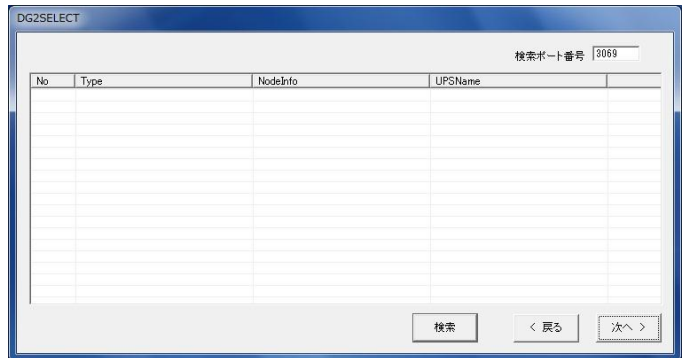 DG2SELECT
検索ポート番号 3069
No Type NodeInfo UPSName
検索 < 戻る 次へ >